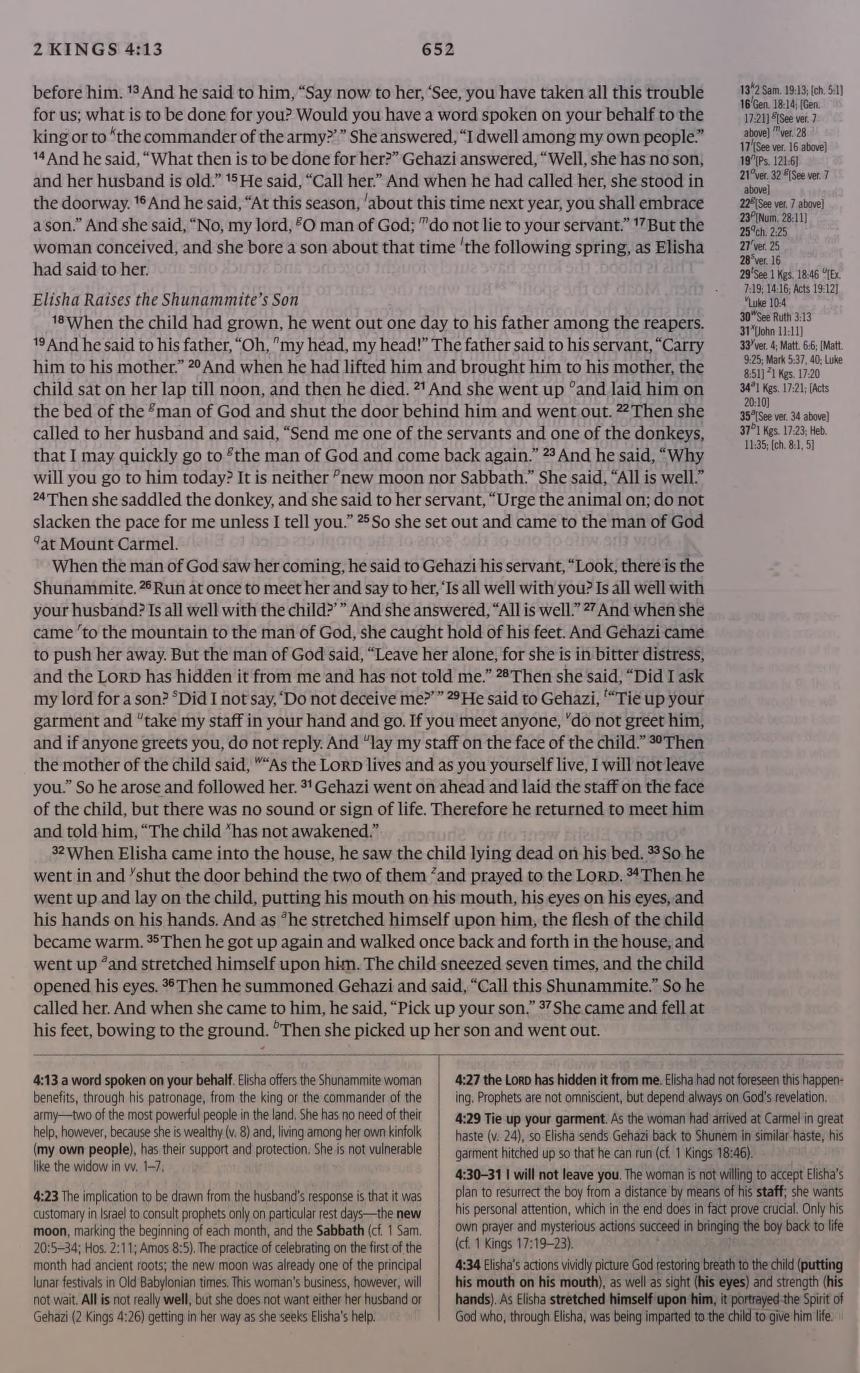 2 KINGS 4:13
652
before him. ¹³And he said to him, “Say now to her, ‘See, you have taken all this trouble
for us; what is to be done for you? Would you have a word spoken on your behalf to the
king or to ᵏthe commander of the army?’” She answered, “I dwell among my own people.”
¹⁴And he said, “What then is to be done for her?” Gehazi answered, “Well, she has no son,
and her husband is old.” ¹⁵He said, “Call her.” And when he had called her, she stood in
the doorway. ¹⁶And he said, “At this season, ˡabout this time next year, you shall embrace
a son.” And she said, “No, my lord, ᵍO man of God; ᵐdo not lie to your servant.” ¹⁷But the
woman conceived, and she bore a son about that time ˡthe following spring, as Elisha
had said to her.
Elisha Raises the Shunammite’s Son
¹⁸When the child had grown, he went out one day to his father among the reapers.
¹⁹And he said to his father, “Oh, ⁿmy head, my head!” The father said to his servant, “Carry
him to his mother.” ²⁰And when he had lifted him and brought him to his mother, the
child sat on her lap till noon, and then he died. ²¹And she went up ᵒand laid him on
the bed of the ᵍman of God and shut the door behind him and went out. ²²Then she
called to her husband and said, “Send me one of the servants and one of the donkeys,
that I may quickly go to ᵍthe man of God and come back again.” ²³And he said, “Why
will you go to him today? It is neither ᵖnew moon nor Sabbath.” She said, “All is well.”
²⁴Then she saddled the donkey, and she said to her servant, “Urge the animal on; do not
slacken the pace for me unless I tell you.” ²⁵So she set out and came to the man of God
qat Mount Carmel.
When the man of God saw her coming, he said to Gehazi his servant, “Look, there is the
Shunammite. ²⁶Run at once to meet her and say to her, ‘Is all well with you? Is all well with
your husband? Is all well with the child?’” And she answered, “All is well.” ²⁷And when she
came ʳto the mountain to the man of God, she caught hold of his feet. And Gehazi came
to push her away. But the man of God said, “Leave her alone, for she is in bitter distress,
and the LORD has hidden it from me and has not told me.” ²⁸Then she said, “Did I ask
my lord for a son? ˢDid I not say, ‘Do not deceive me?’” ²⁹He said to Gehazi, ᵗ“Tie up your
garment and ᵘtake my staff in your hand and go. If you meet anyone, ᵛdo not greet him,
and if anyone greets you, do not reply. And ᵘlay my staff on the face of the child.” ³⁰Then
the mother of the child said, ʷ“As the LORD lives and as you yourself live, I will not leave
you.” So he arose and followed her. ³¹Gehazi went on ahead and laid the staff on the face
of the child, but there was no sound or sign of life. Therefore he returned to meet him
and told him, “The child ˣhas not awakened.”
³²When Elisha came into the house, he saw the child lying dead on his bed. ³³So he
went in and ʸshut the door behind the two of them ᶻand prayed to the LORD. ³⁴Then he
went up and lay on the child, putting his mouth on his mouth, his eyes on his eyes, and
his hands on his hands. And as ᵃhe stretched himself upon him, the flesh of the child
became warm. ³⁵Then he got up again and walked once back and forth in the house, and
went up ᵃand stretched himself upon him. The child sneezed seven times, and the child
opened his eyes. ³⁶Then he summoned Gehazi and said, “Call this Shunammite.” So he
called her. And when she came to him, he said, “Pick up your son.” ³⁷She came and fell at
his feet, bowing to the ground. ᵇThen she picked up her son and went out.
13ᵏ2 Sam. 19:13; [ch. 5:1]
16ˡGen. 18:14; [Gen.
17:21] ᵍ[See ver. 7
above] ᵐver. 28
17ˡ[See ver. 16 above]
19ⁿ[Ps. 121:6]
21ᵒver. 32 ᵍ[See ver. 7
above]
22ᵍ[See ver. 7 above]
23ᵖ[Num. 28:11]
25qch. 2:25
27ʳver. 25
28ˢver. 16
29ᵗSee 1 Kgs. 18:46 ᵘ[Ex.
7:19; 14:16; Acts 19:12]
ᵛLuke 10:4
30ʷSee Ruth 3:13
31ˣ[John 11:11]
33ʸver. 4; Matt. 6:6; [Matt.
9:25; Mark 5:37, 40; Luke
8:51] ᶻ1 Kgs. 17:20
34ᵃ1 Kgs. 17:21; [Acts
20:10]
35ᵃ[See ver. 34 above]
37ᵇ1 Kgs. 17:23; Heb.
11:35; [ch. 8:1, 5]
4:13 a word spoken on your behalf. Elisha offers the Shunammite woman
benefits, through his patronage, from the king or the commander of the
army—two of the most powerful people in the land. She has no need of their
help, however, because she is wealthy (v. 8) and, living among her own kinfolk
(my own people), has their support and protection. She is not vulnerable
like the widow in vv. 1–7.
4:23 The implication to be drawn from the husband’s response is that it was
customary in Israel to consult prophets only on particular rest days—the new
moon, marking the beginning of each month, and the Sabbath (cf. 1 Sam.
20:5–34; Hos. 2:11; Amos 8:5). The practice of celebrating on the first of the
month had ancient roots; the new moon was already one of the principal
lunar festivals in Old Babylonian times. This woman’s business, however, will
not wait. All is not really well, but she does not want either her husband or
Gehazi (2 Kings 4:26) getting in her way as she seeks Elisha’s help.
4:27 the LORD has hidden it from me. Elisha had not foreseen this happen-
ing. Prophets are not omniscient, but depend always on God’s revelation.
4:29 Tie up your garment. As the woman had arrived at Carmel in great
haste (v. 24), so Elisha sends Gehazi back to Shunem in similar haste, his
garment hitched up so that he can run (cf. 1 Kings 18:46).
4:30–31 I will not leave you. The woman is not willing to accept Elisha’s
plan to resurrect the boy from a distance by means of his staff; she wants
his personal attention, which in the end does in fact prove crucial. Only his
own prayer and mysterious actions succeed in bringing the boy back to life
(cf. 1 Kings 17:19–23).
4:34 Elisha’s actions vividly picture God restoring breath to the child (putting
his mouth on his mouth), as well as sight (his eyes) and strength (his
hands). As Elisha stretched himself upon him, it portrayed the Spirit of
God who, through Elisha, was being imparted to the child to give him life.